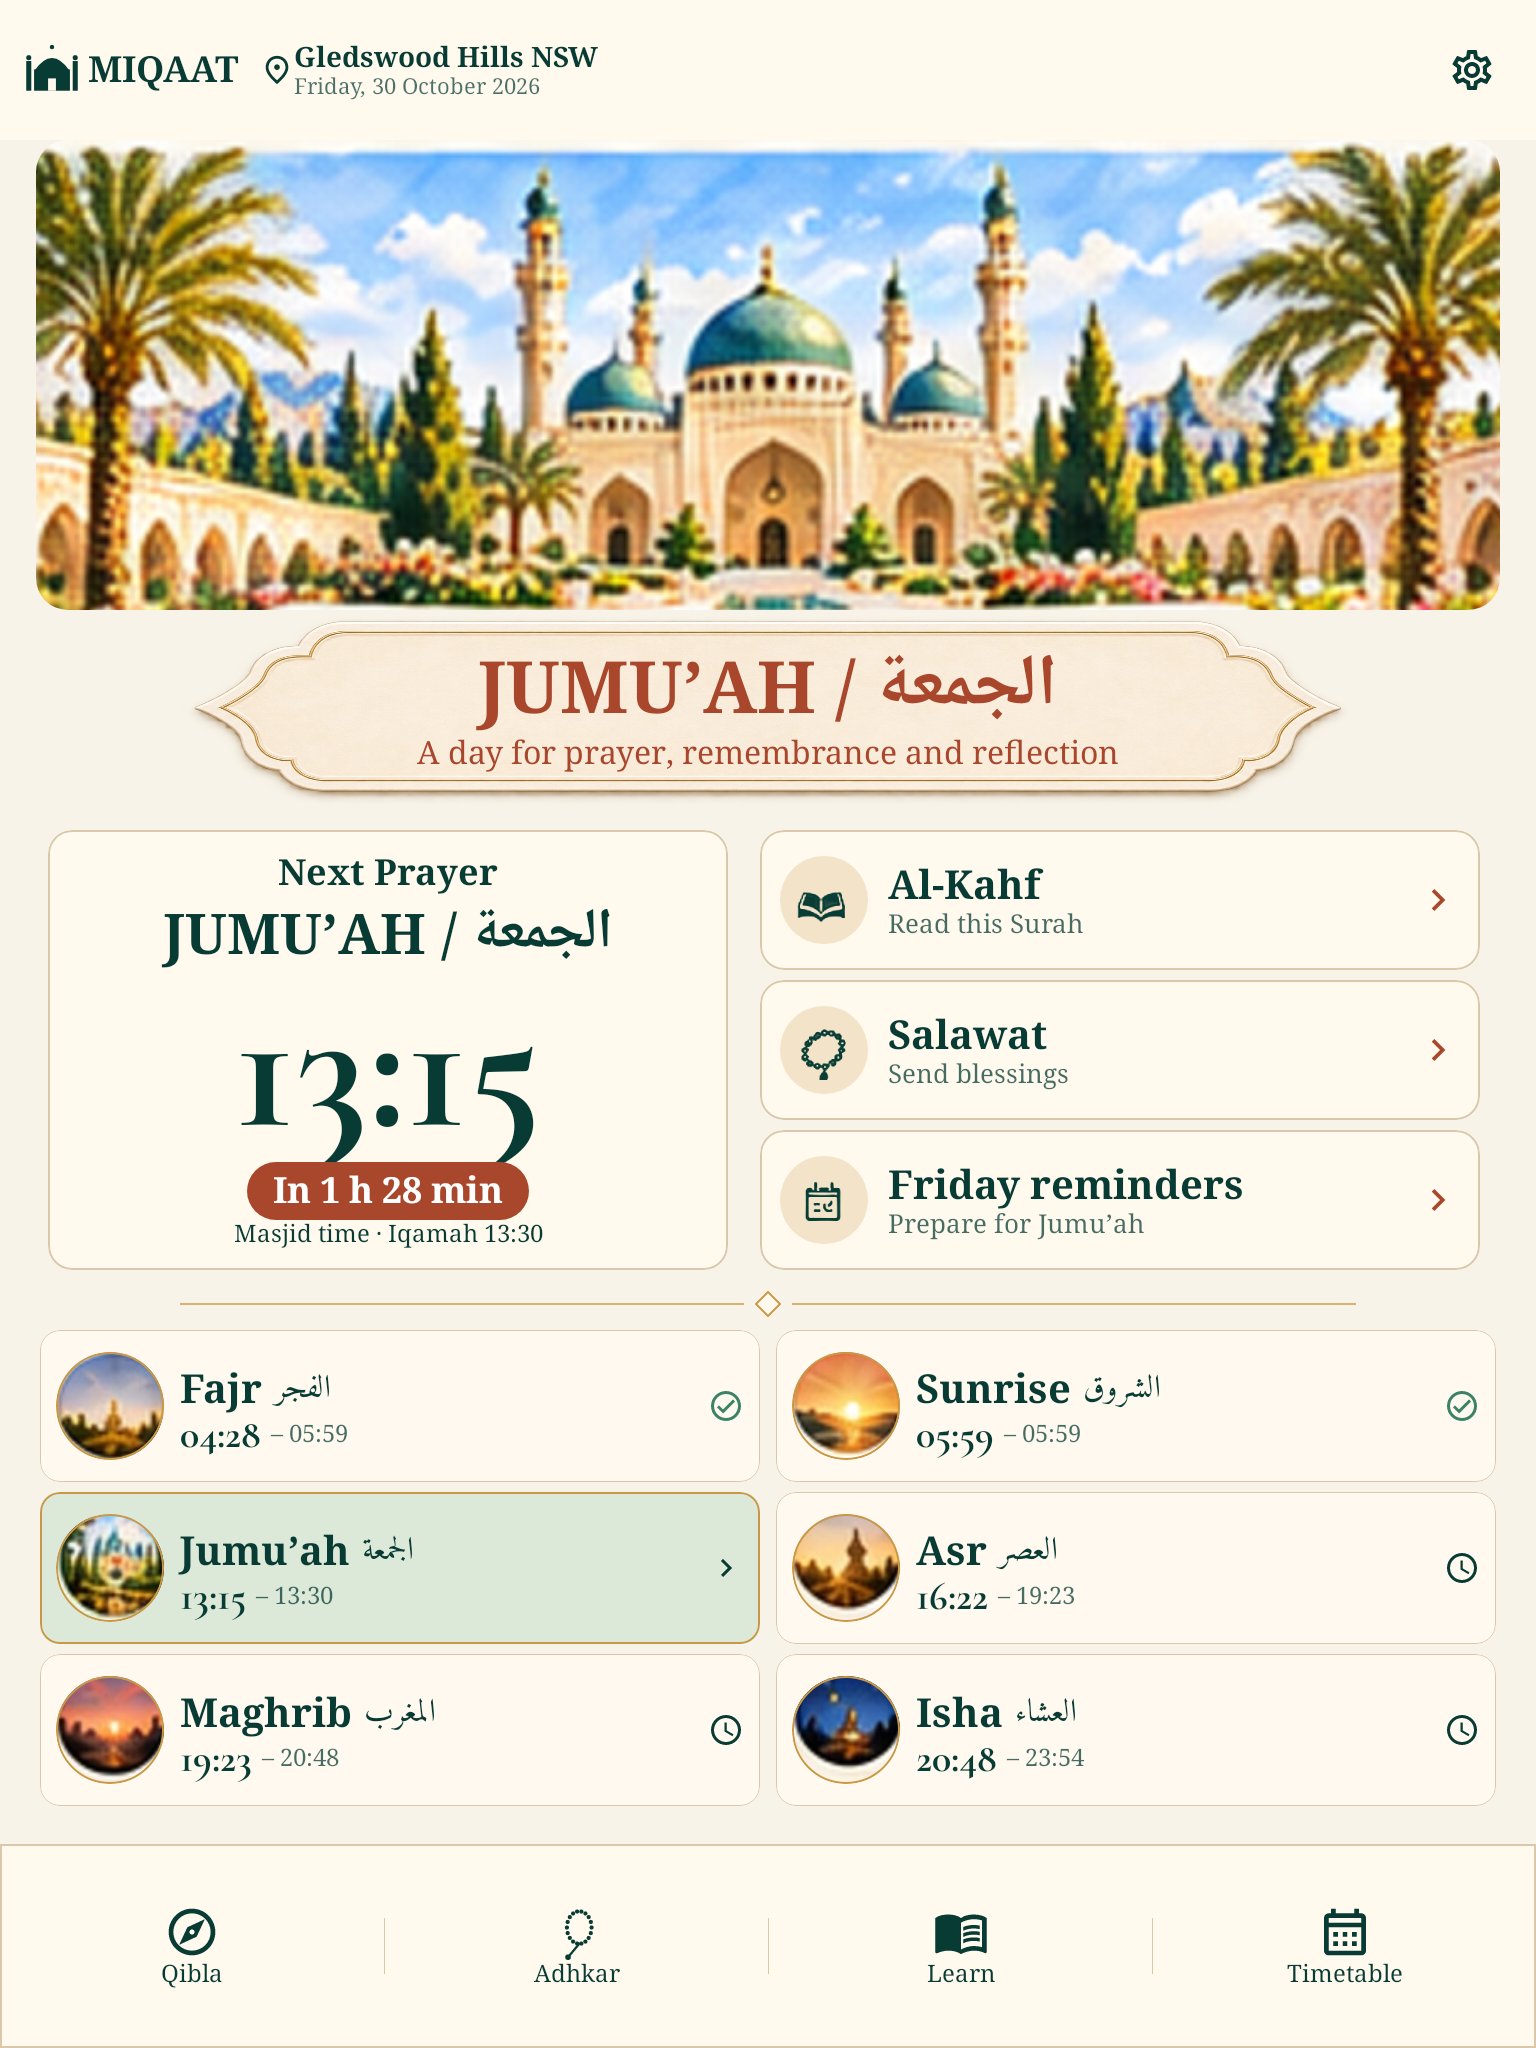 MIQAAT
Gledswood Hills NSW
Friday, 30 October 2026
JUMU’AH / الجمعة
A day for prayer, remembrance and reflection
Next Prayer
JUMU’AH / الجمعة
13:15
In 1 h 28 min
Masjid time · Iqamah 13:30
Al-Kahf
Read this Surah
Salawat
Send blessings
Friday reminders
Prepare for Jumu’ah
Fajr الفجر
04:28 – 05:59
Sunrise الشروق
05:59 – 05:59
Jumu’ah الجمعة
13:15 – 13:30
Asr العصر
16:22 – 19:23
Maghrib المغرب
19:23 – 20:48
Isha العشاء
20:48 – 23:54
Qibla
Adhkar
Learn
Timetable